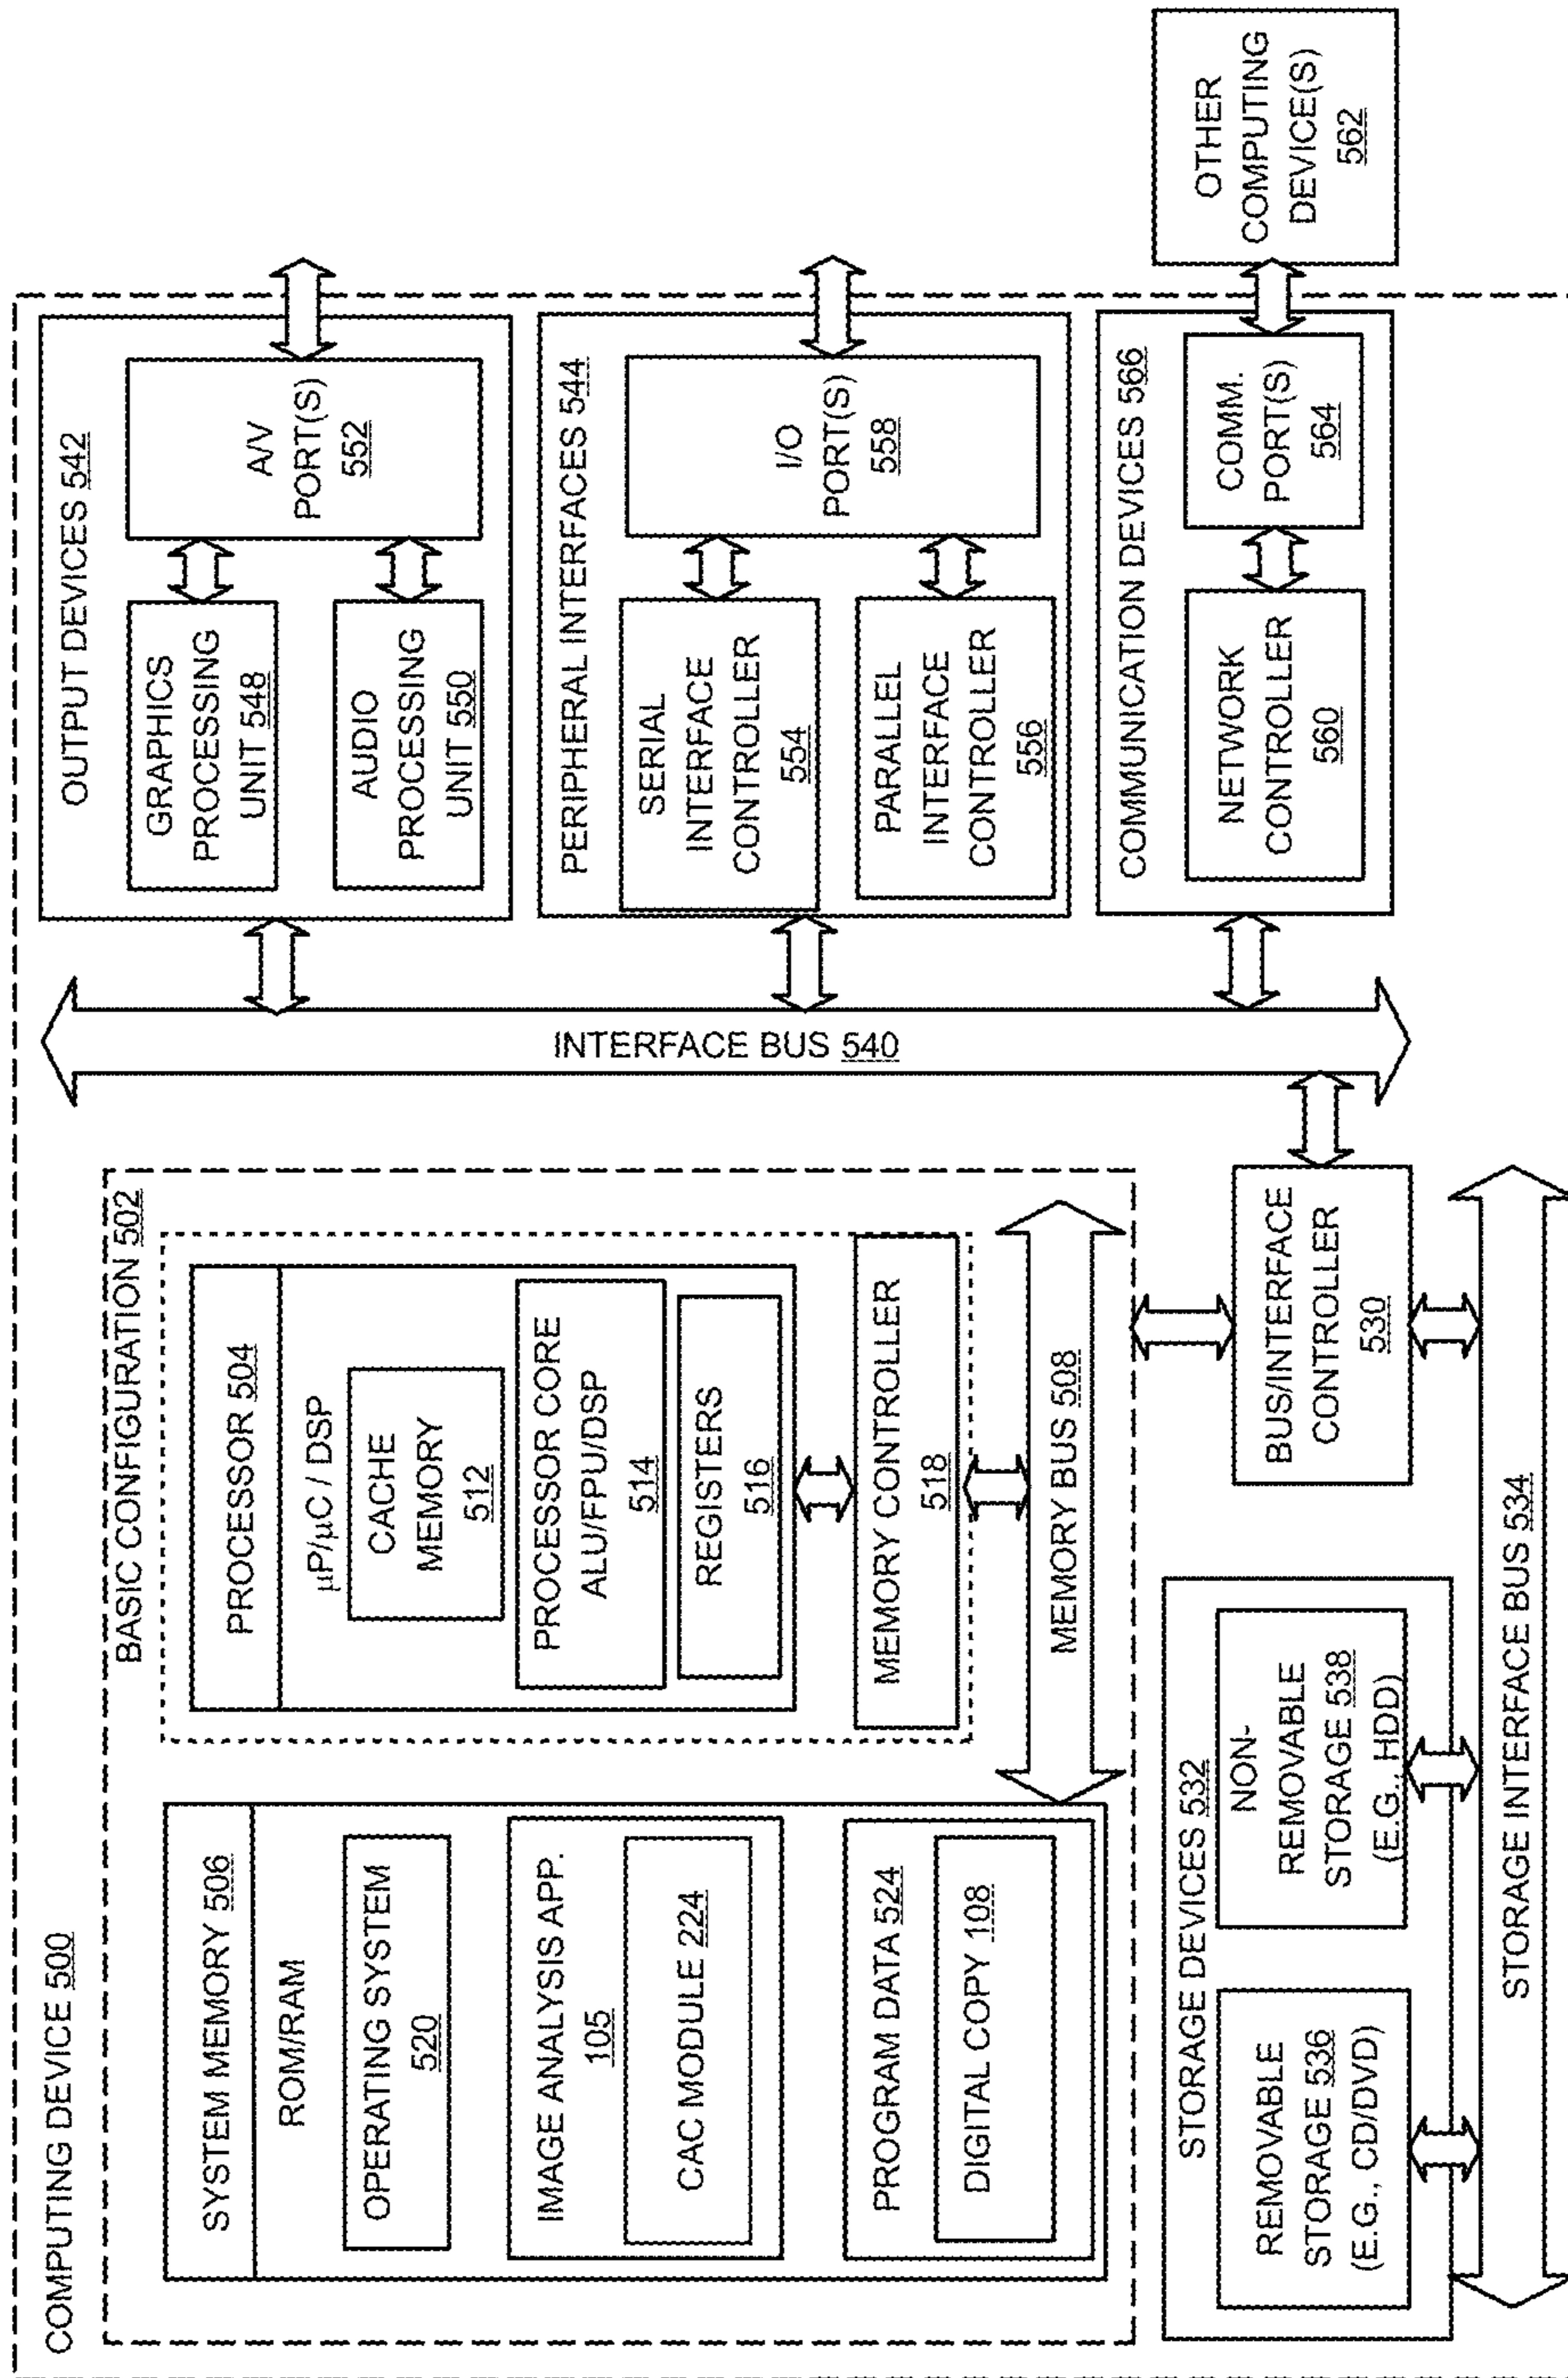 COMPUTING DEVICE 500
BASIC CONFIGURATION 502
SYSTEM MEMORY 506
ROM/RAM
OPERATING SYSTEM
520
IMAGE ANALYSIS APP.
105
CAC MODULE 224
PROGRAM DATA 524
DIGITAL COPY 108
PROCESSOR 504
µP/µC / DSP
CACHE
MEMORY
512
PROCESSOR CORE
ALU/FPU/DSP
514
REGISTERS
516
MEMORY CONTROLLER
518
MEMORY BUS 508
BUS/INTERFACE
CONTROLLER
530
STORAGE DEVICES 532
REMOVABLE
STORAGE 536
(E.G., CD/DVD)
NON-
REMOVABLE
STORAGE 538
(E.G., HDD)
STORAGE INTERFACE BUS 534
INTERFACE BUS 540
OUTPUT DEVICES 542
GRAPHICS
PROCESSING
UNIT 548
AUDIO
PROCESSING
UNIT 550
A/V
PORT(S)
552
PERIPHERAL INTERFACES 544
SERIAL
INTERFACE
CONTROLLER
554
PARALLEL
INTERFACE
CONTROLLER
556
I/O
PORT(S)
558
COMMUNICATION DEVICES 566
NETWORK
CONTROLLER
560
COMM.
PORT(S)
564
OTHER
COMPUTING
DEVICE(S)
562